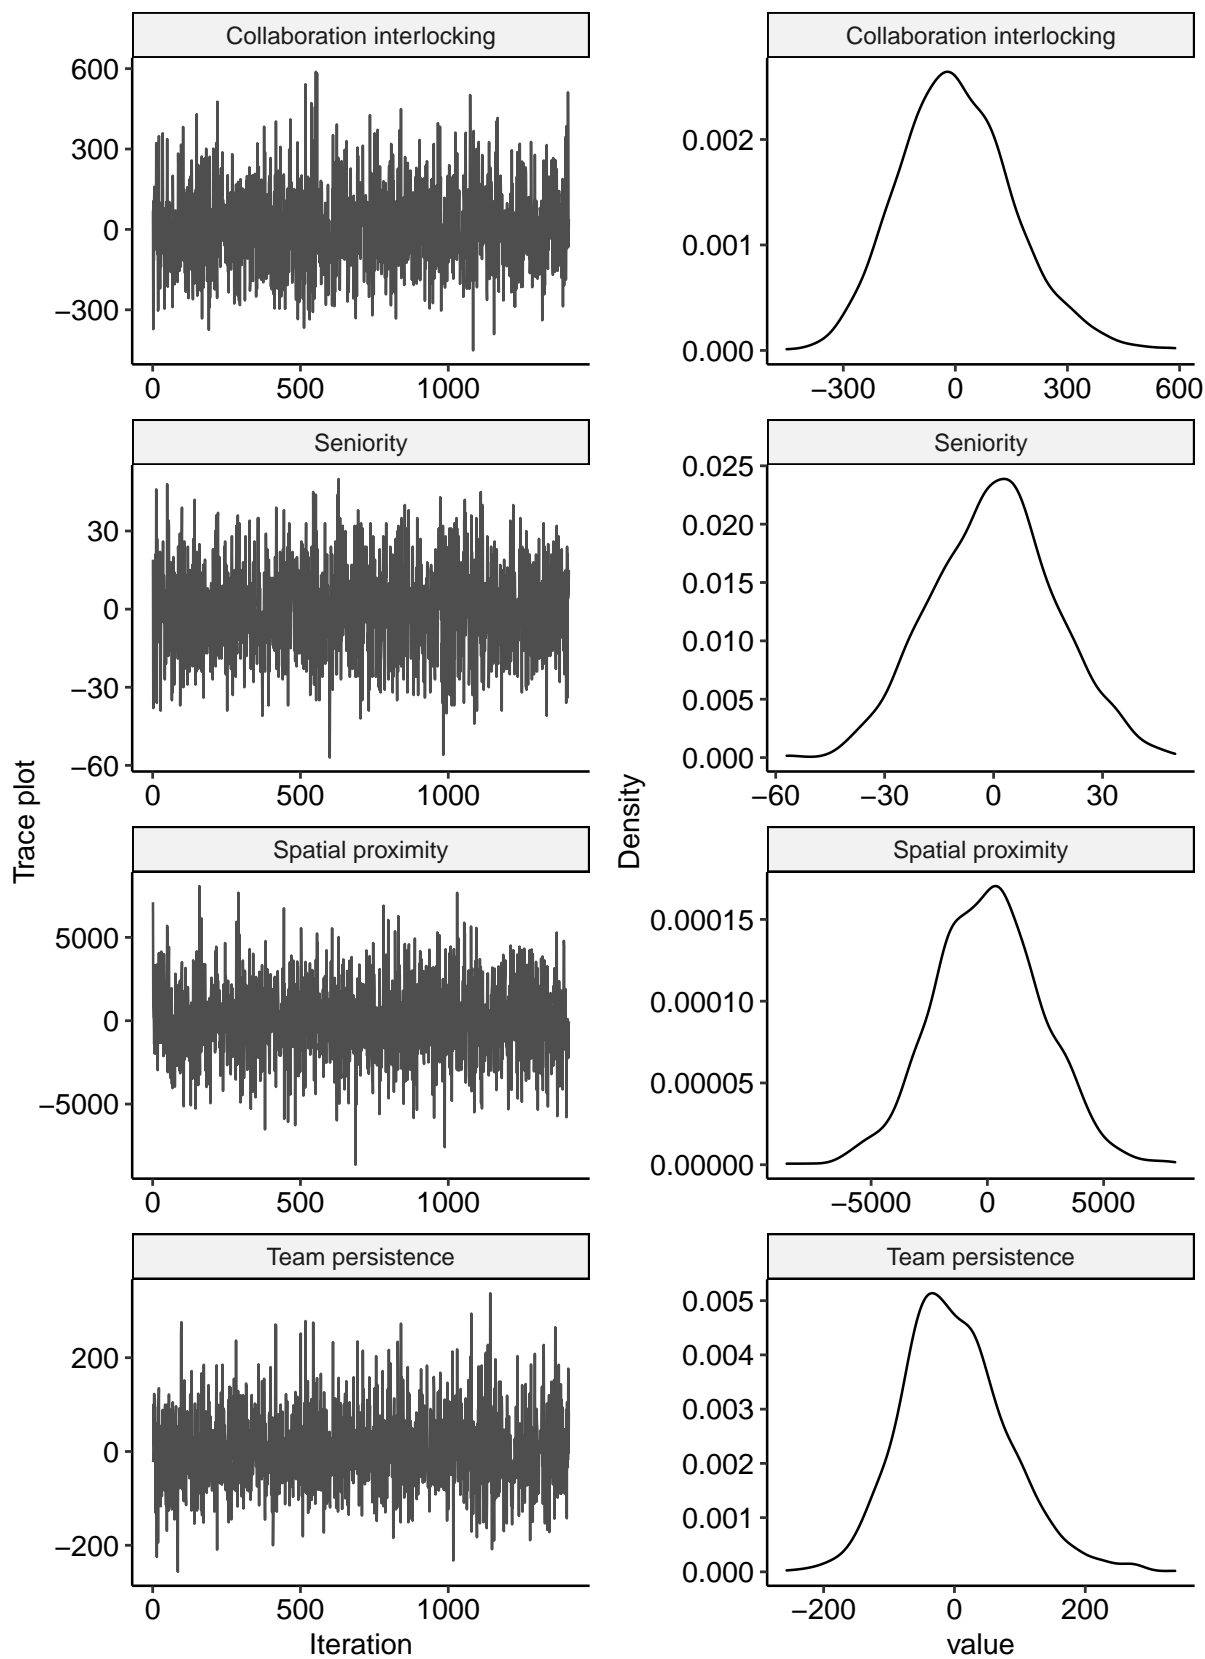 Collaboration interlocking
Collaboration interlocking
600
300
0
−300
0 500 1000
0.002
0.001
0.000
−300 0 300 600
Seniority
Seniority
30
0
−30
−60
0 500 1000
0.025
0.020
0.015
0.010
0.005
0.000
−60 −30 0 30
Trace plot
Density
Spatial proximity
Spatial proximity
5000
0
−5000
0 500 1000
0.00015
0.00010
0.00005
0.00000
−5000 0 5000
Team persistence
Team persistence
200
0
−200
0 500 1000
Iteration
0.005
0.004
0.003
0.002
0.001
0.000
−200 0 200
value